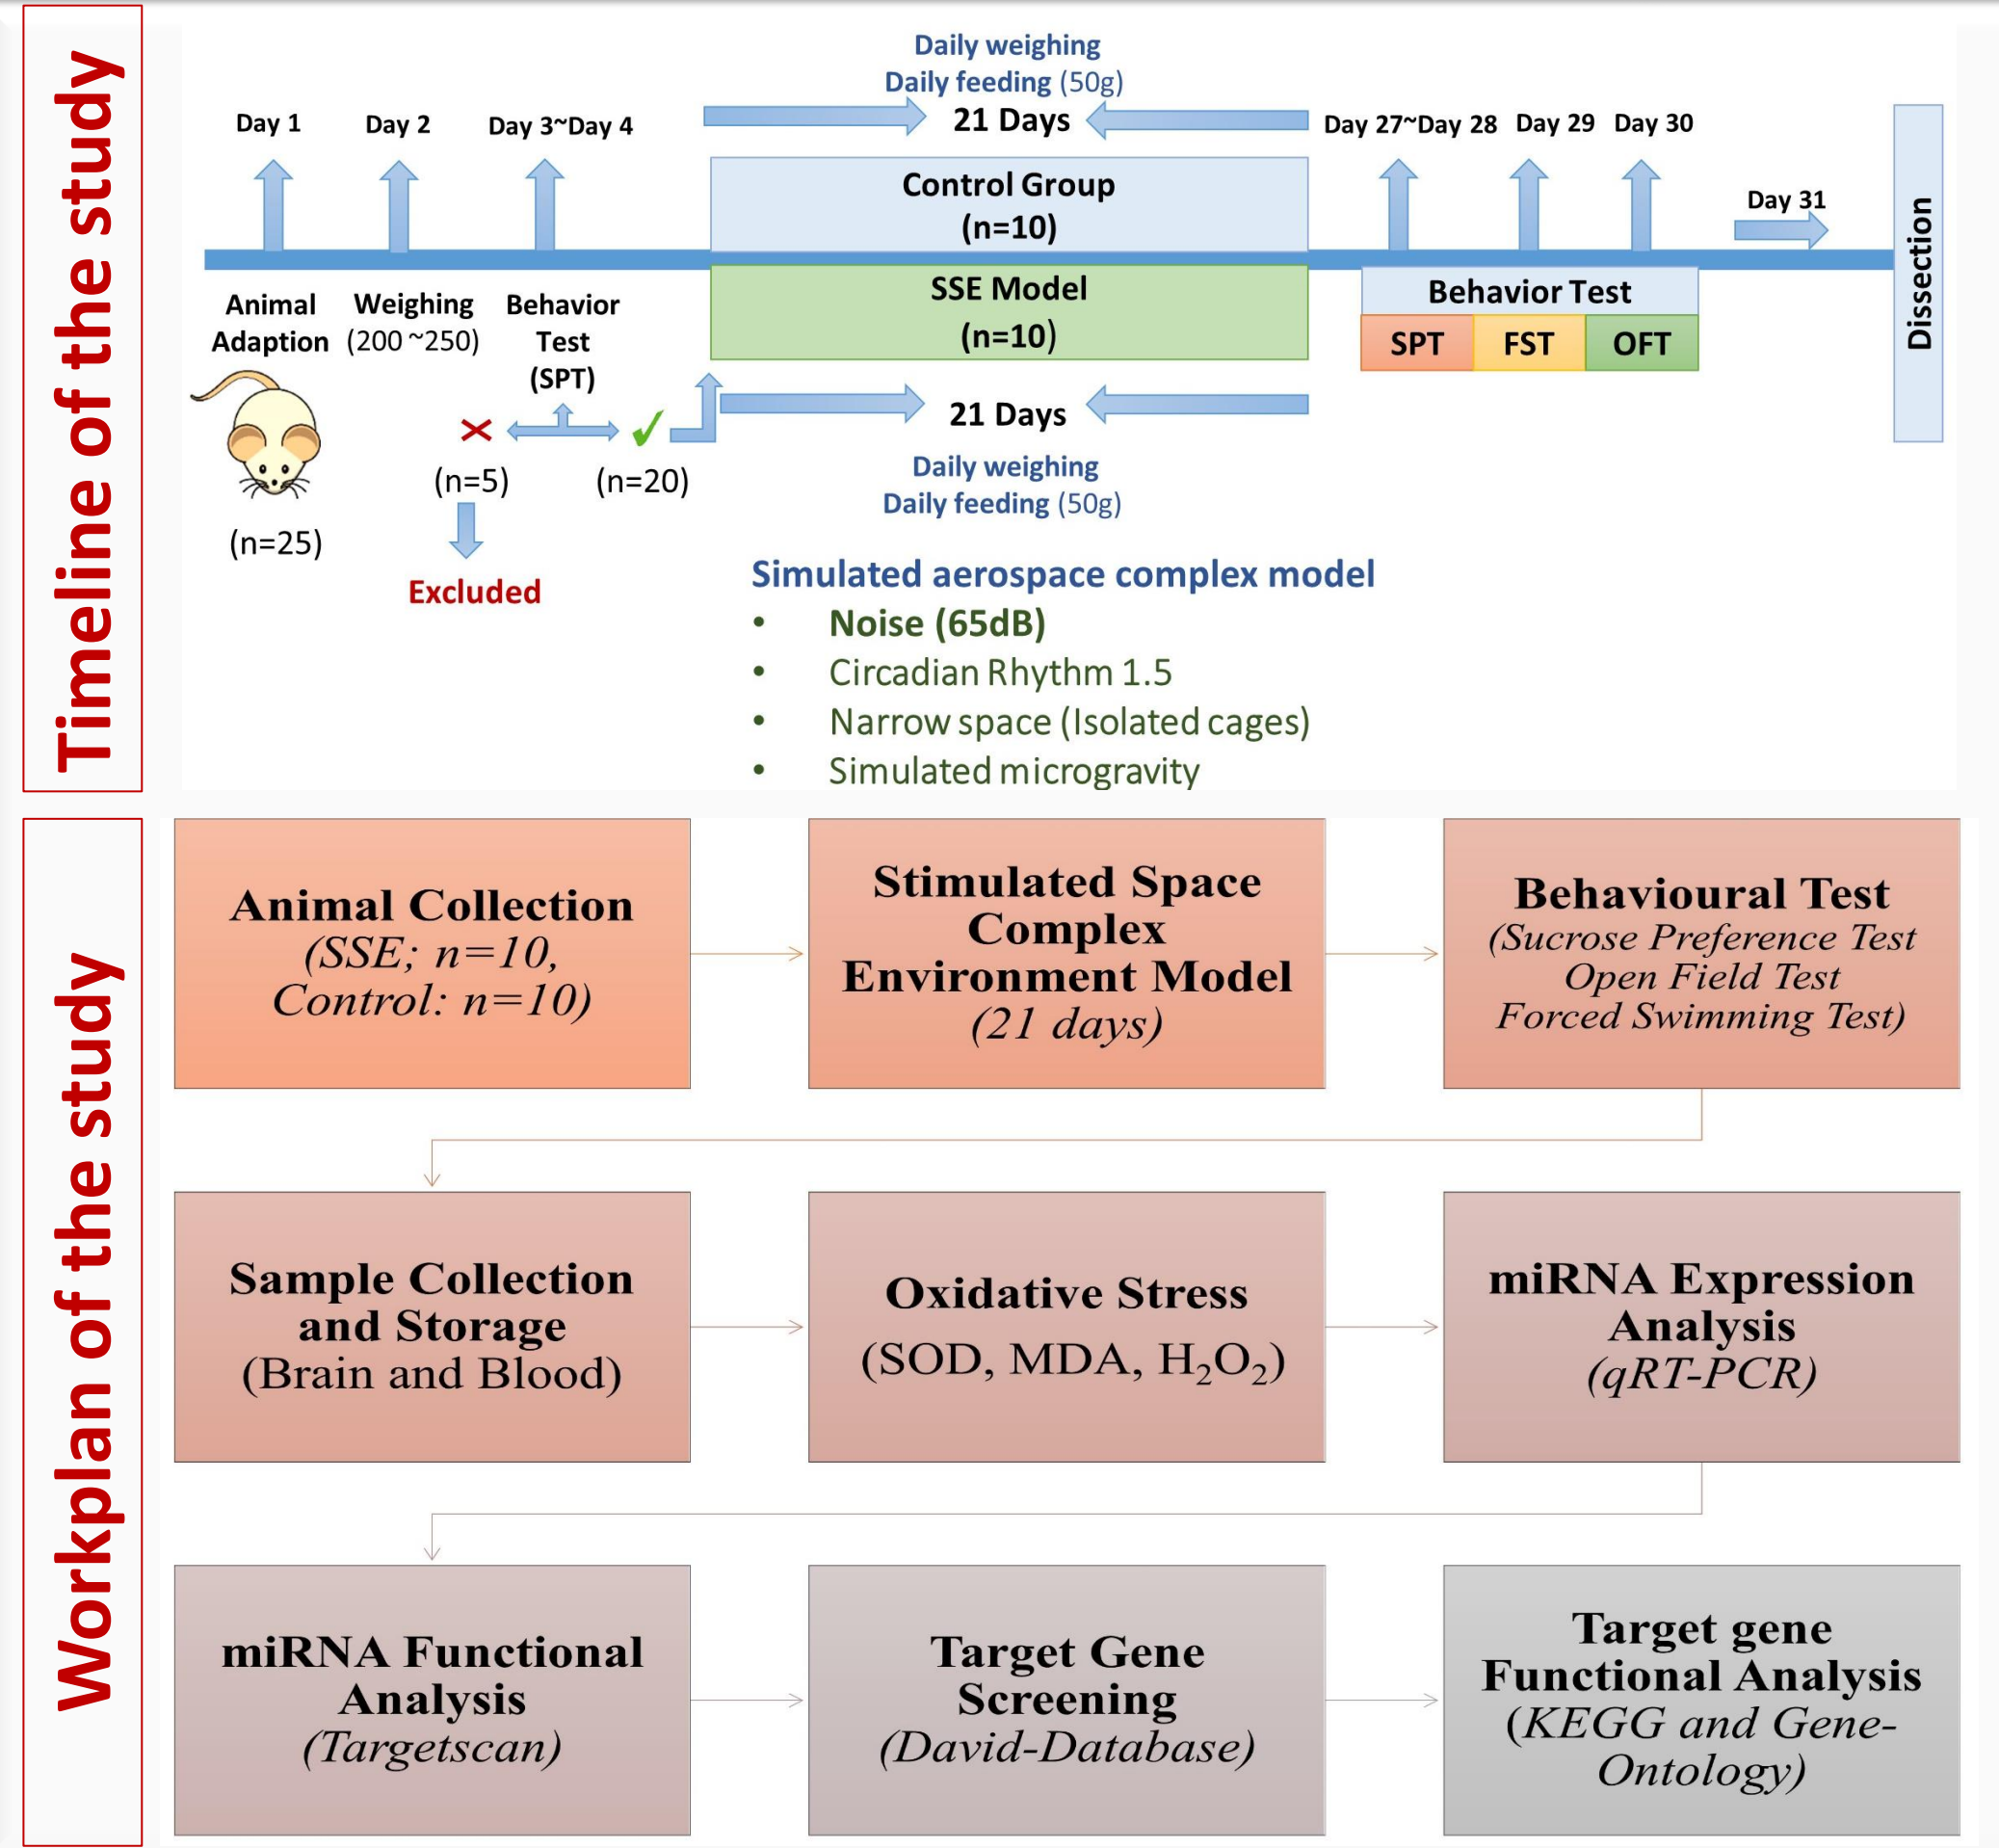 Timeline of the study
Daily weighing
Daily feeding (50g)
21 Days
Day 1
Day 2
Day 3~Day 4
Day 27~Day 28
Day 29
Day 30
Day 31
Control Group
(n=10)
SSE Model
(n=10)
Animal
Adaption
Weighing
(200 ~250)
Behavior
Test
(SPT)
Behavior Test
SPT
FST
OFT
Dissection
21 Days
Daily weighing
Daily feeding (50g)
(n=5)
(n=20)
(n=25)
Excluded
Simulated aerospace complex model
• Noise (65dB)
• Circadian Rhythm 1.5
• Narrow space (Isolated cages)
• Simulated microgravity
Workplan of the study
Animal Collection
(SSE; n=10,
Control: n=10)
Stimulated Space
Complex
Environment Model
(21 days)
Behavioural Test
(Sucrose Preference Test
Open Field Test
Forced Swimming Test)
Sample Collection
and Storage
(Brain and Blood)
Oxidative Stress
(SOD, MDA, H₂O₂)
miRNA Expression
Analysis
(qRT-PCR)
miRNA Functional
Analysis
(Targetscan)
Target Gene
Screening
(David-Database)
Target gene
Functional Analysis
(KEGG and Gene-
Ontology)